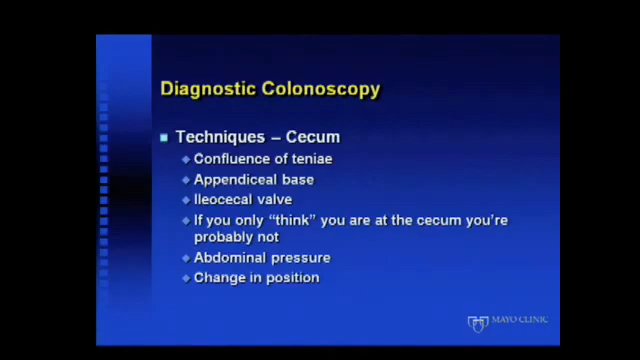 Diagnostic Colonoscopy
Techniques – Cecum
Confluence of teniae
Appendiceal base
Ileocecal valve
If you only “think” you are at the cecum you’re
probably not
Abdominal pressure
Change in position
MAYO CLINIC